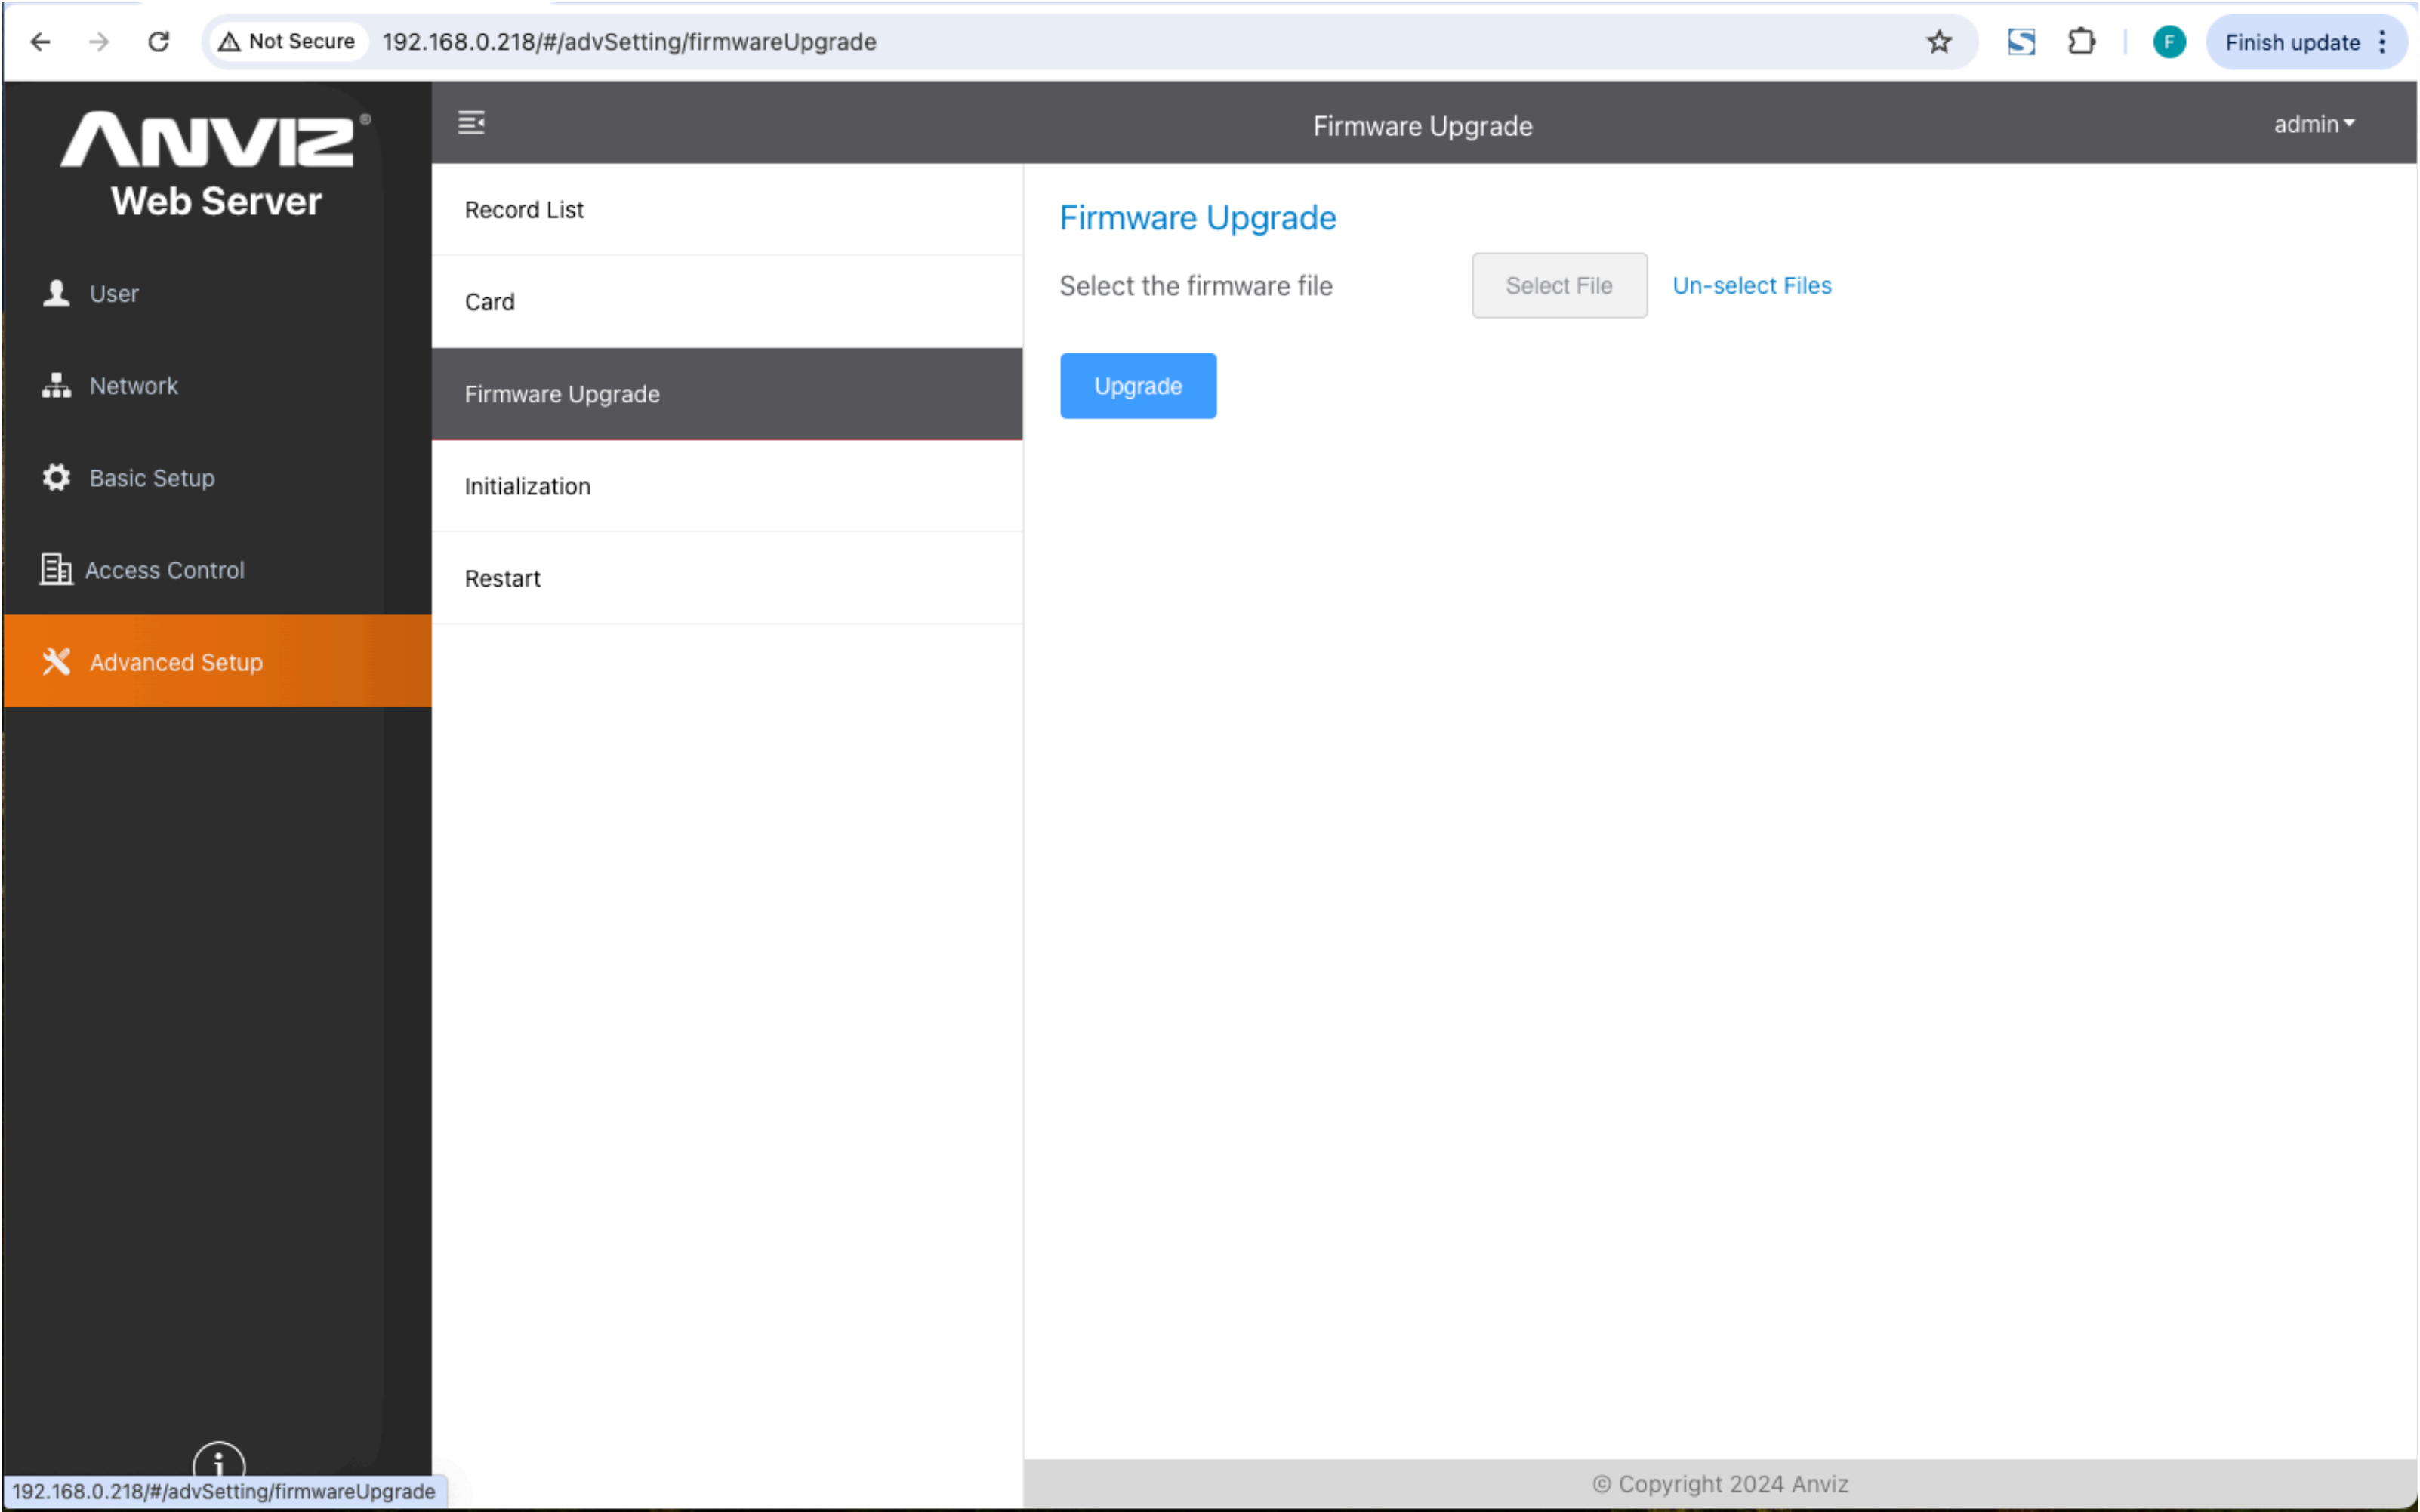 Not Secure 192.168.0.218/#/advSetting/firmwareUpgrade F Finish update
ANVIZ®
Web Server
User
Network
Basic Setup
Access Control
Advanced Setup
Firmware Upgrade admin
Record List
Card
Firmware Upgrade
Initialization
Restart
Firmware Upgrade
Select the firmware file Select File Un-select Files
Upgrade
192.168.0.218/#/advSetting/firmwareUpgrade
© Copyright 2024 Anviz